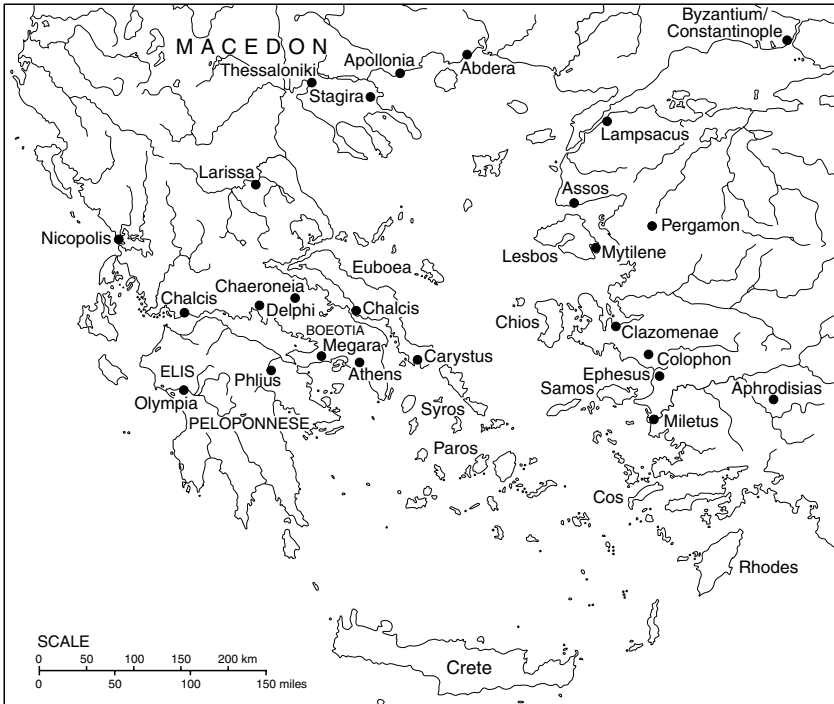 Byzantium/
Constantinople
MACEDON
Apollonia
Abdera
Thessaloniki
Stagira
Lampsacus
Larissa
Assos
Pergamon
Nicopolis
Lesbos
Mytilene
Euboea
Chaeroneia
Chalcis
Delphi
Chalcis
Chios
Clazomenae
BOEOTIA
Megara
Carystus
Colophon
ELIS
Phlius
Athens
Ephesus
Samos
Aphrodisias
Olympia
Syros
PELOPONNESE
Miletus
Paros
Cos
Rhodes
SCALE
0 50 100 150 200 km
0 50 100 150 miles
Crete